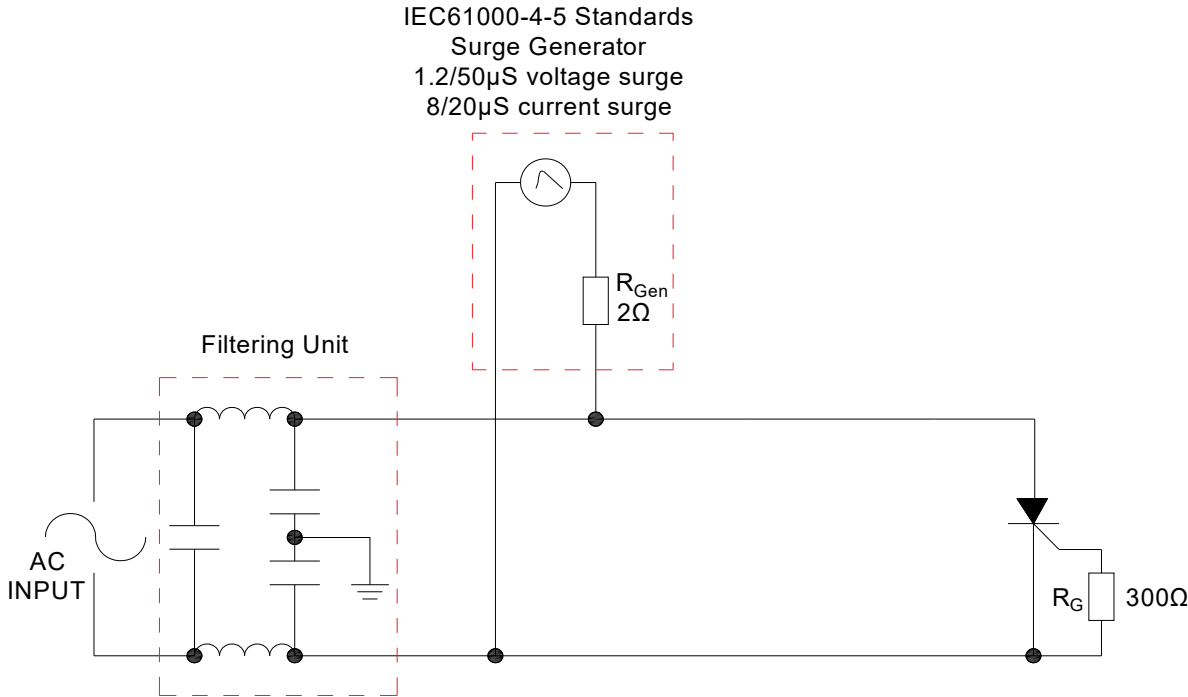 IEC61000-4-5 Standards
Surge Generator
1.2/50μS voltage surge
8/20μS current surge
R_Gen
2Ω
Filtering Unit
AC
INPUT
R_G 300Ω